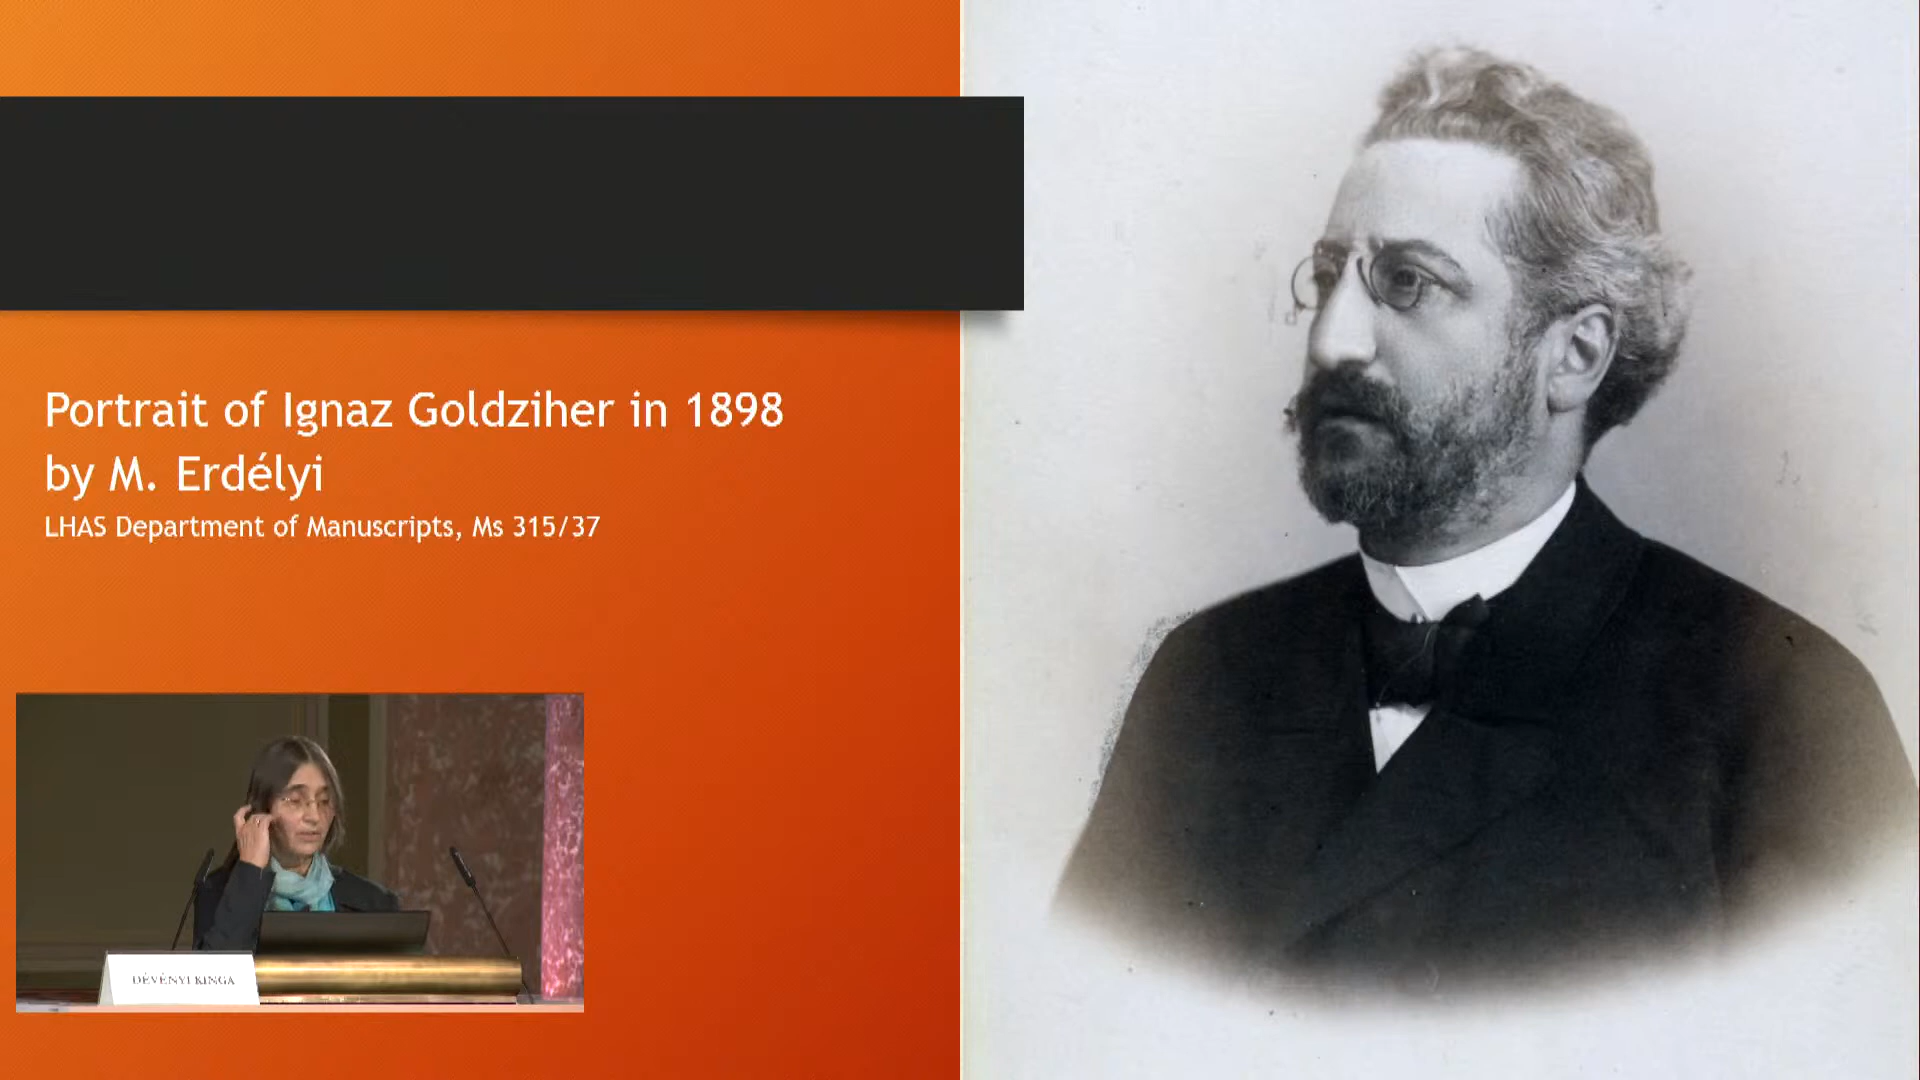 Portrait of Ignaz Goldziher in 1898
by M. Erdélyi
LHAS Department of Manuscripts, Ms 315/37
DÉVÉNYI KINGA